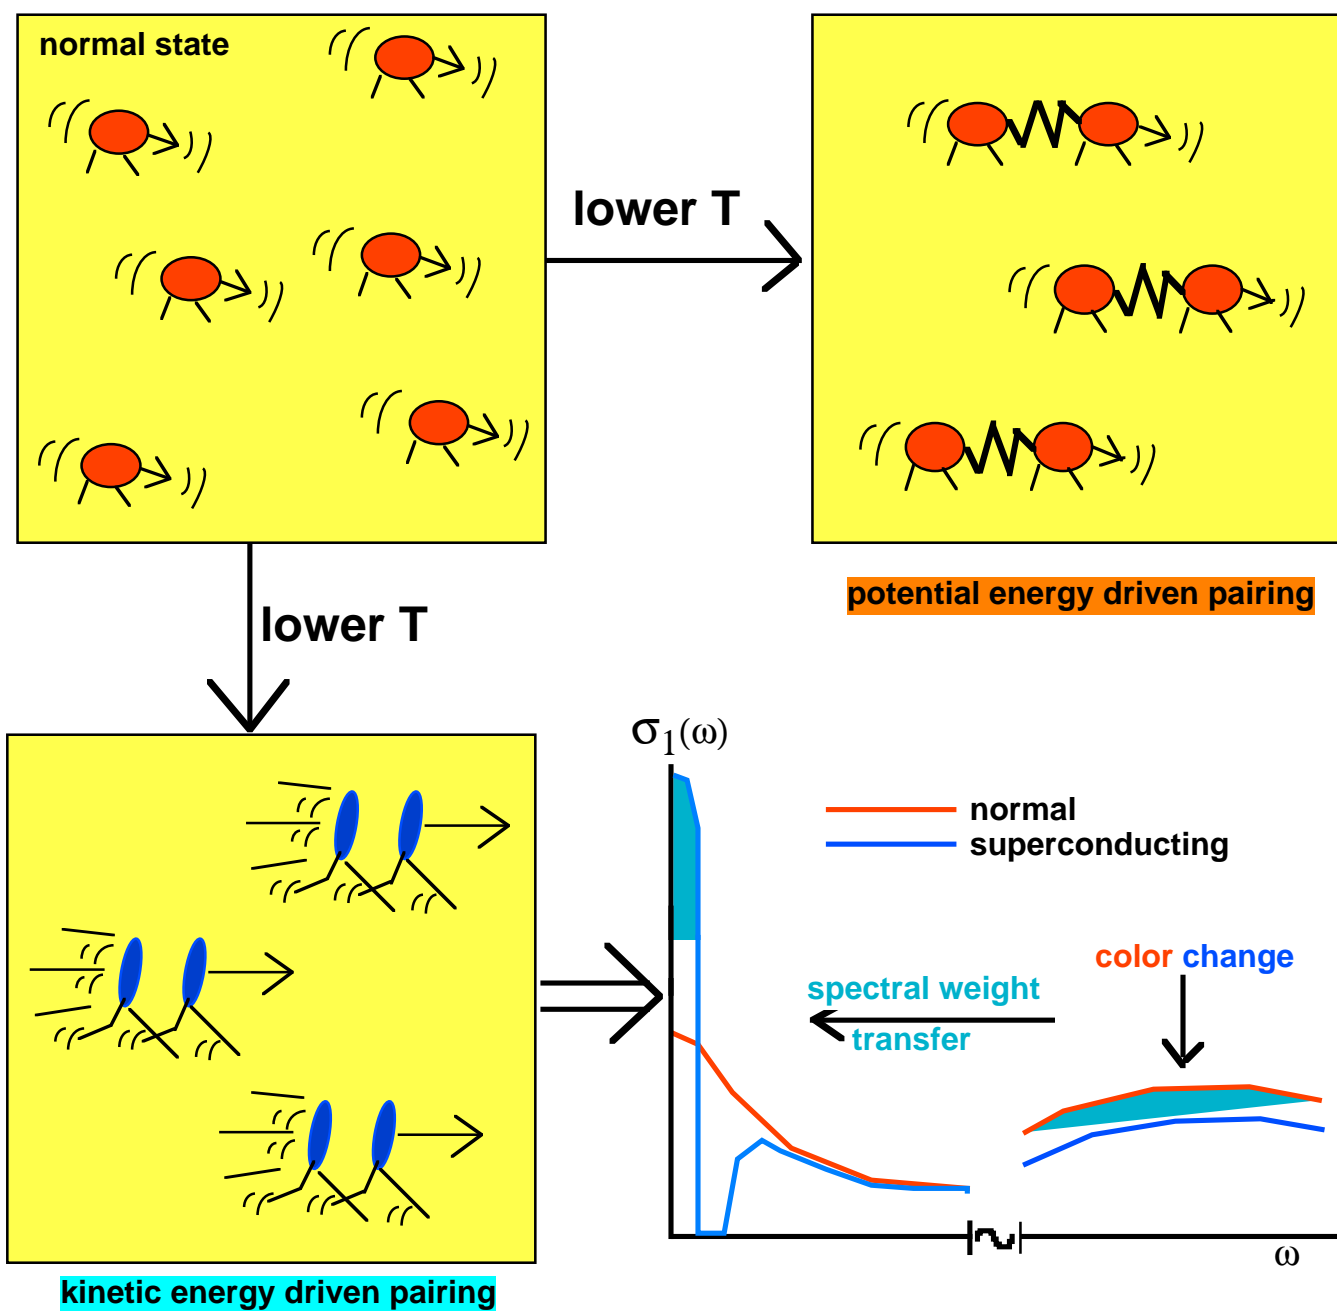 normal state
lower T
potential energy driven pairing
lower T
σ₁(ω)
normal
superconducting
color change
spectral weight
transfer
ω
kinetic energy driven pairing